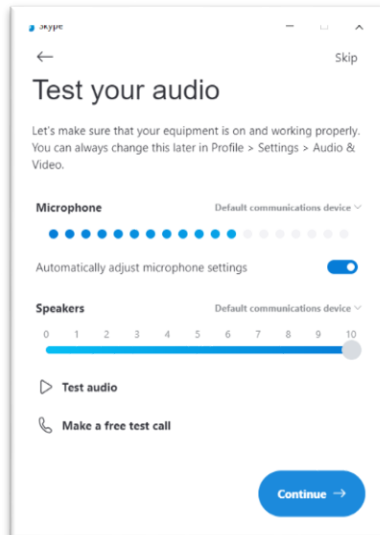 Skype
Skip
Test your audio
Let's make sure that your equipment is on and working properly.
You can always change this later in Profile > Settings > Audio &
Video.
Microphone Default communications device
Automatically adjust microphone settings
Speakers Default communications device
0 1 2 3 4 5 6 7 8 9 10
Test audio
Make a free test call
Continue